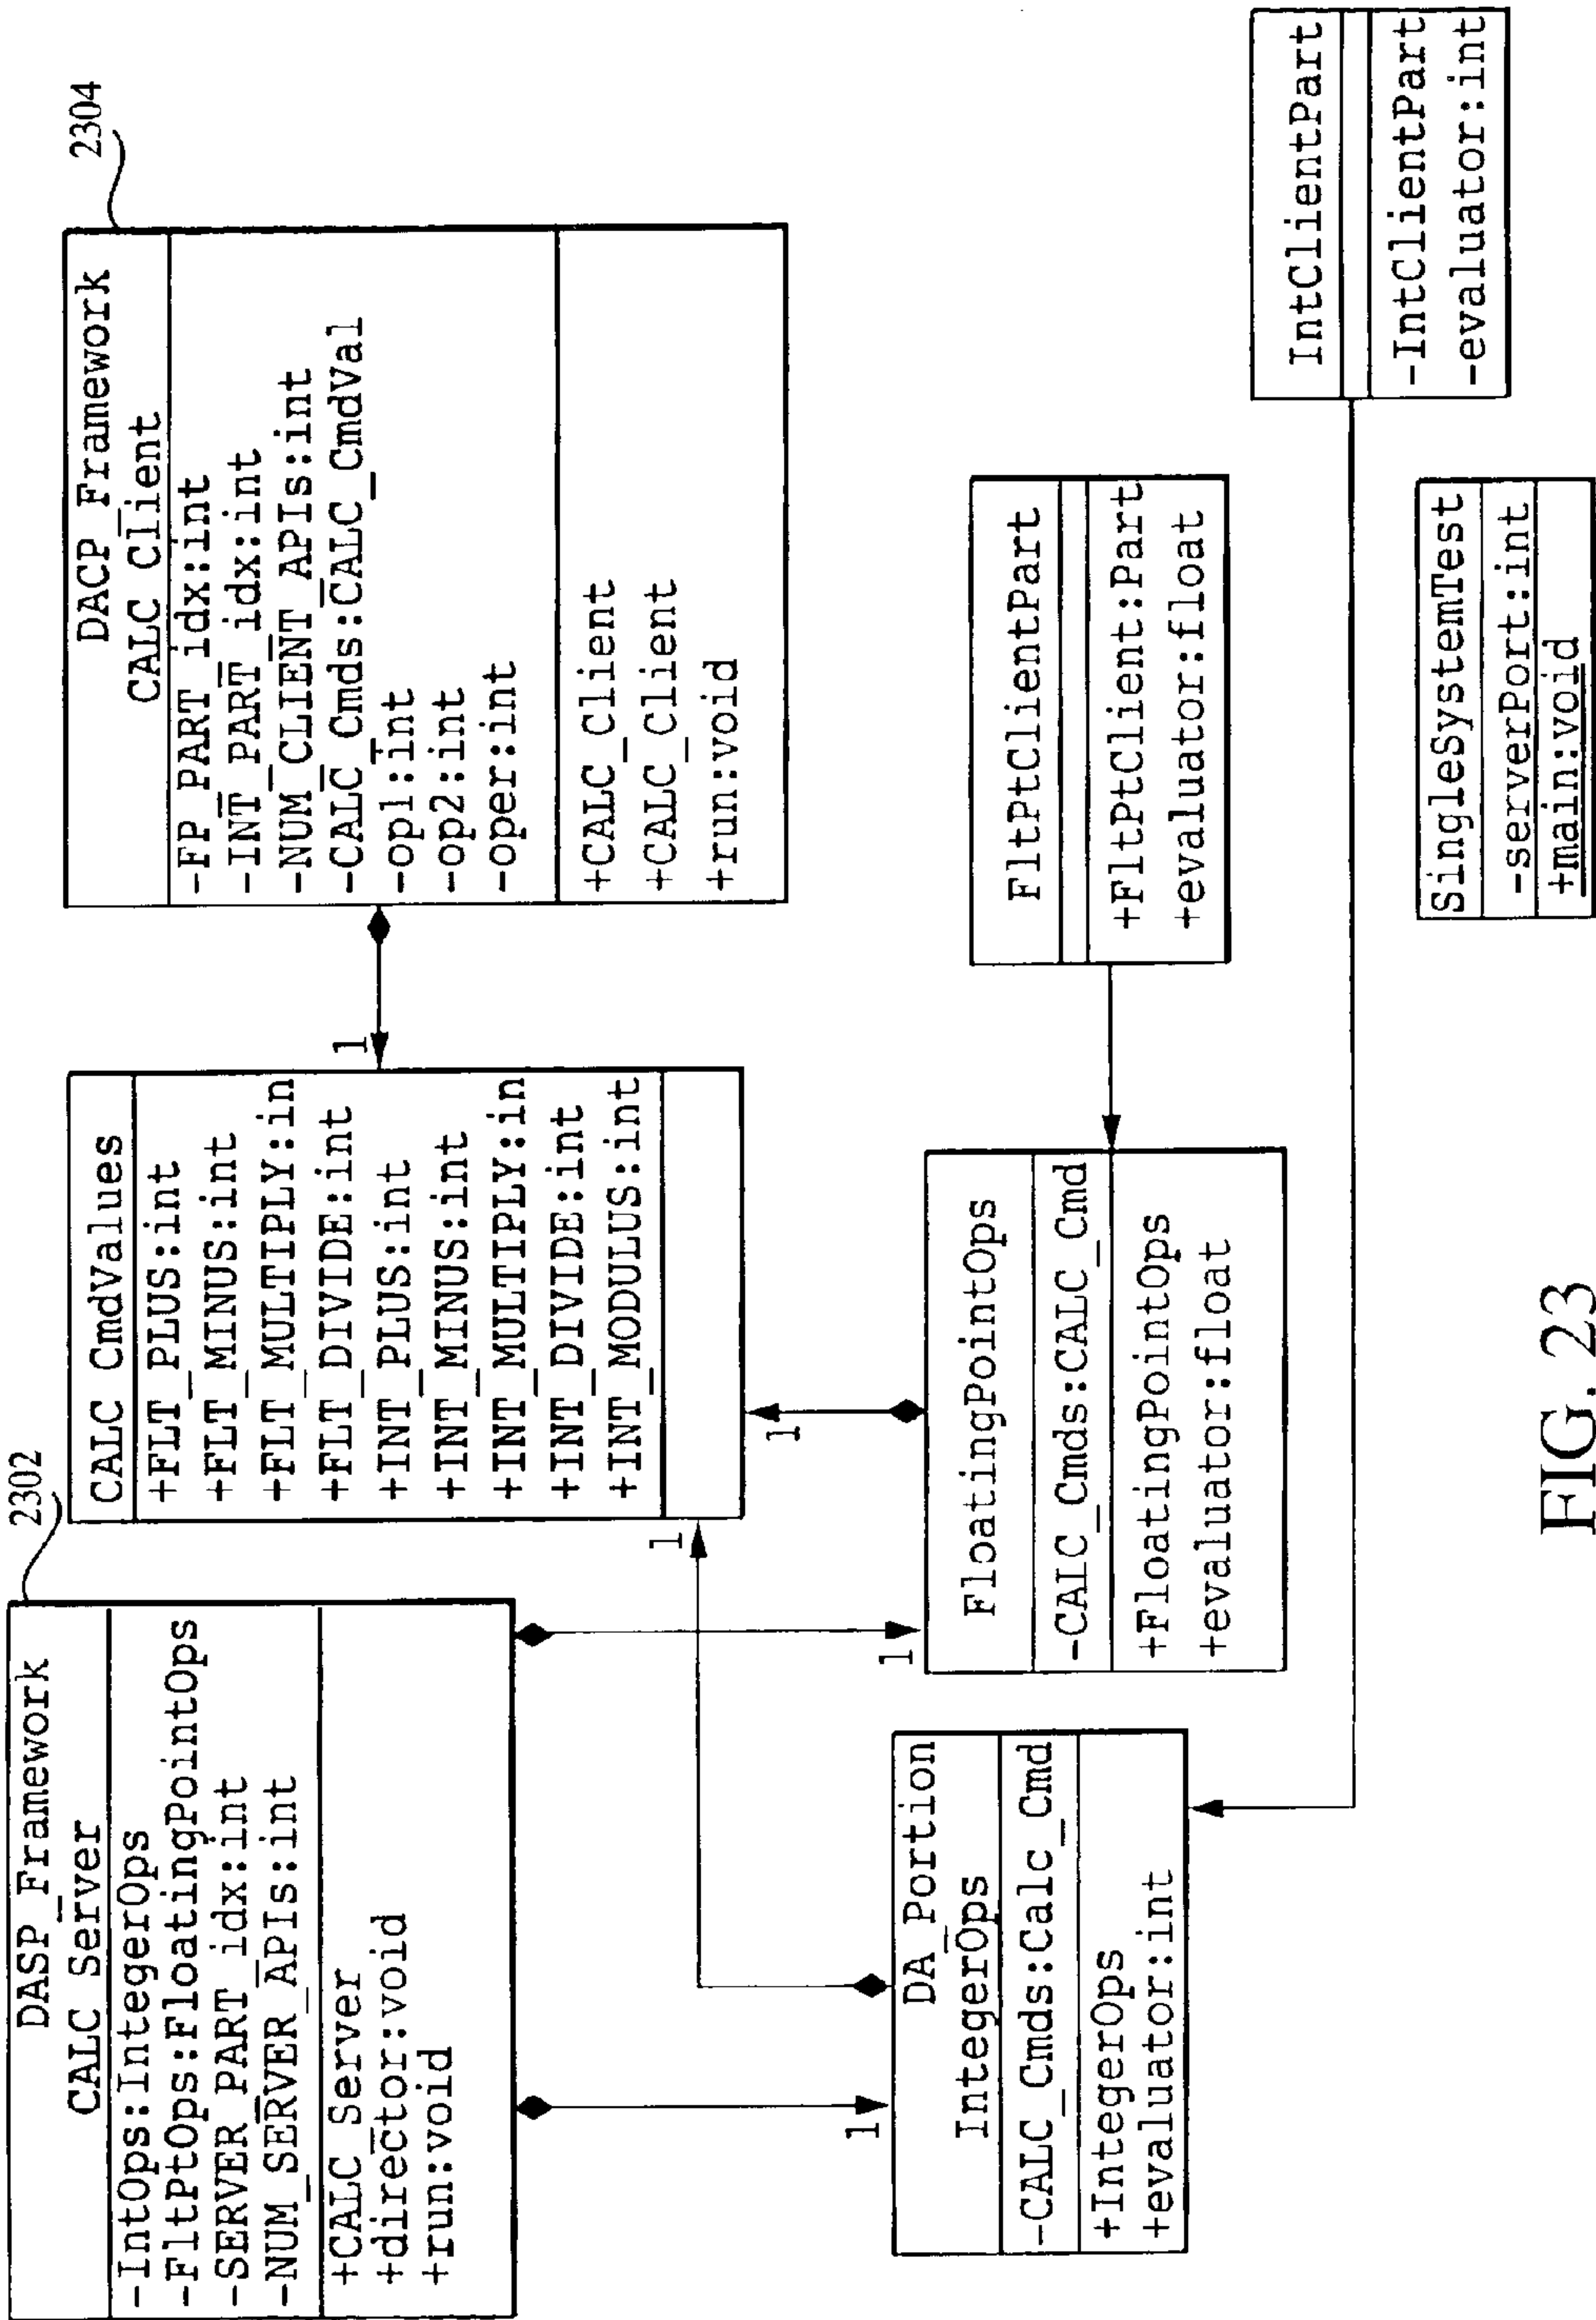 2302
DASP_Framework
CALC_Server
-IntOps:IntegerOps
-FltPtOps:FloatingPointOps
-SERVER_PART_idx:int
-NUM_SERVER_APIs:int
+CALC_Server
+director:void
+run:void
CALC_CmdValues
+FLT_PLUS:int
+FLT_MINUS:int
+FLT_MULTIPLY:in
+FLT_DIVIDE:int
+INT_PLUS:int
+INT_MINUS:int
+INT_MULTIPLY:in
+INT_DIVIDE:int
+INT_MODULUS:int
2304
DACP_Framework
CALC_Client
-FP_PART_idx:int
-INT_PART_idx:int
-NUM_CLIENT_APIs:int
-CALC_Cmds:CALC_CmdVal
-op1:int
-op2:int
-oper:int
+CALC_Client
+CALC_Client
+run:void
1
1
1
1
1
DA_Portion
IntegerOps
-CALC_Cmds:Calc_Cmd
+IntegerOps
+evaluator:int
FloatingPointOps
-CALC_Cmds:CALC_Cmd
+FloatingPointOps
+evaluator:float
FltPtClientPart
+FltPtClient:Part
+evaluator:float
IntClientPart
-IntClientPart
-evaluator:int
SingleSystemTest
-serverPort:int
+main:void
FIG. 23